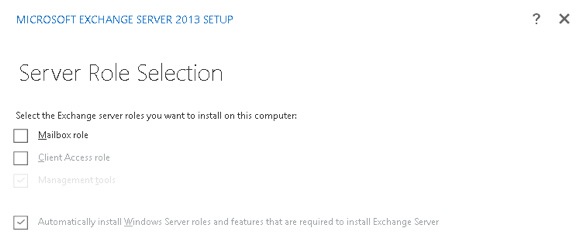 MICROSOFT EXCHANGE SERVER 2013 SETUP
?
Server Role Selection
Select the Exchange server roles you want to install on this computer:
Mailbox role
Client Access role
Management tools
Automatically install Windows Server roles and features that are required to install Exchange Server